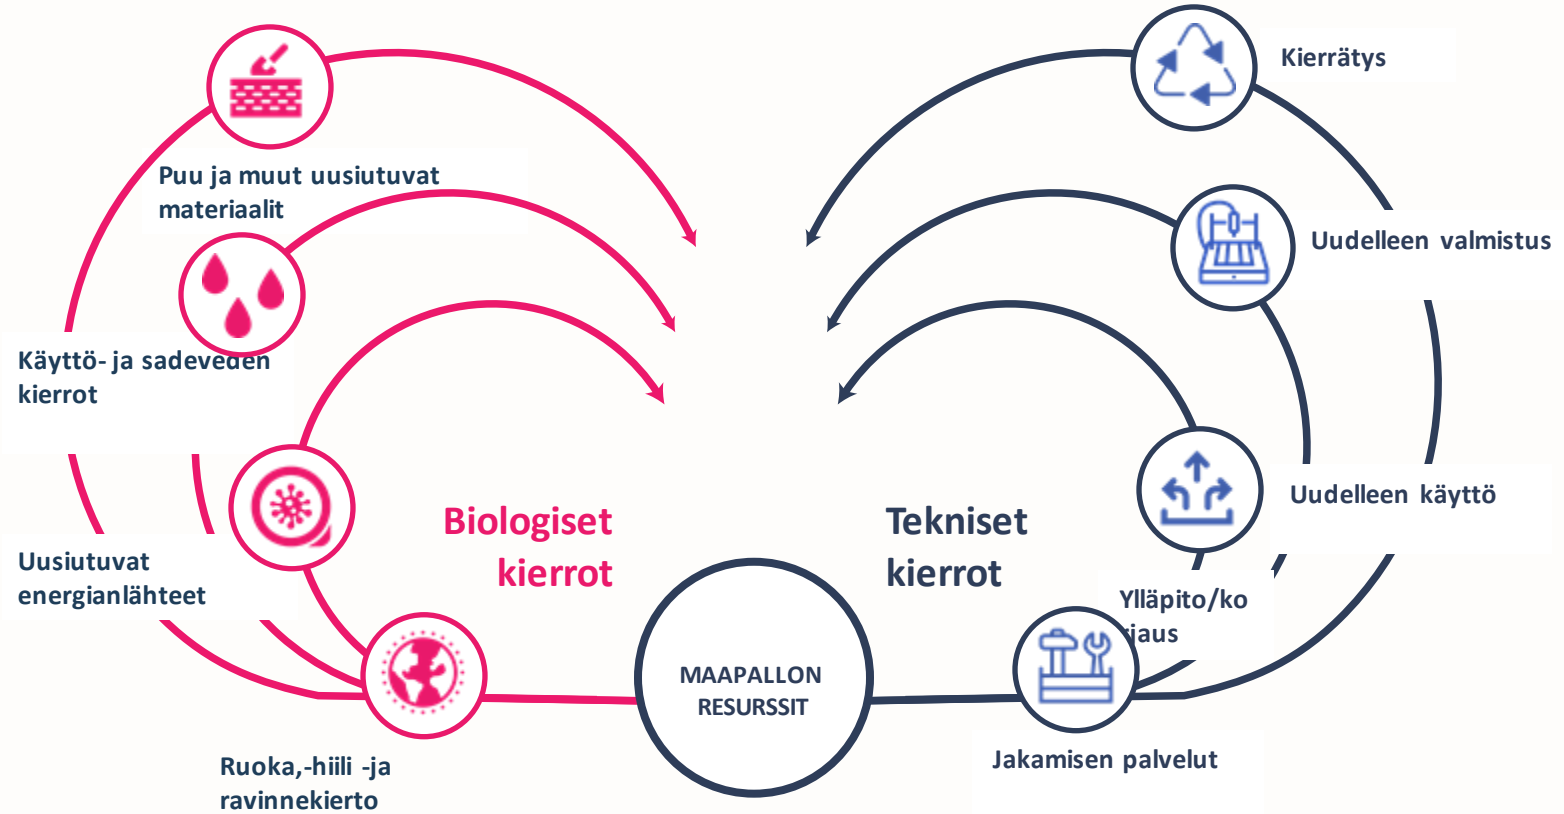 Kierrätys
Puu ja muut uusiutuvat
materiaalit
Uudelleen valmistus
Käyttö- ja sadeveden
kierrot
Uudelleen käyttö
Biologiset
kierrot
Tekniset
kierrot
Uusiutuvat
energianlähteet
Ylläpito/ko
rjaus
MAAPALLON
RESURSSIT
Ruoka,-hiili -ja
ravinnekierto
Jakamisen palvelut